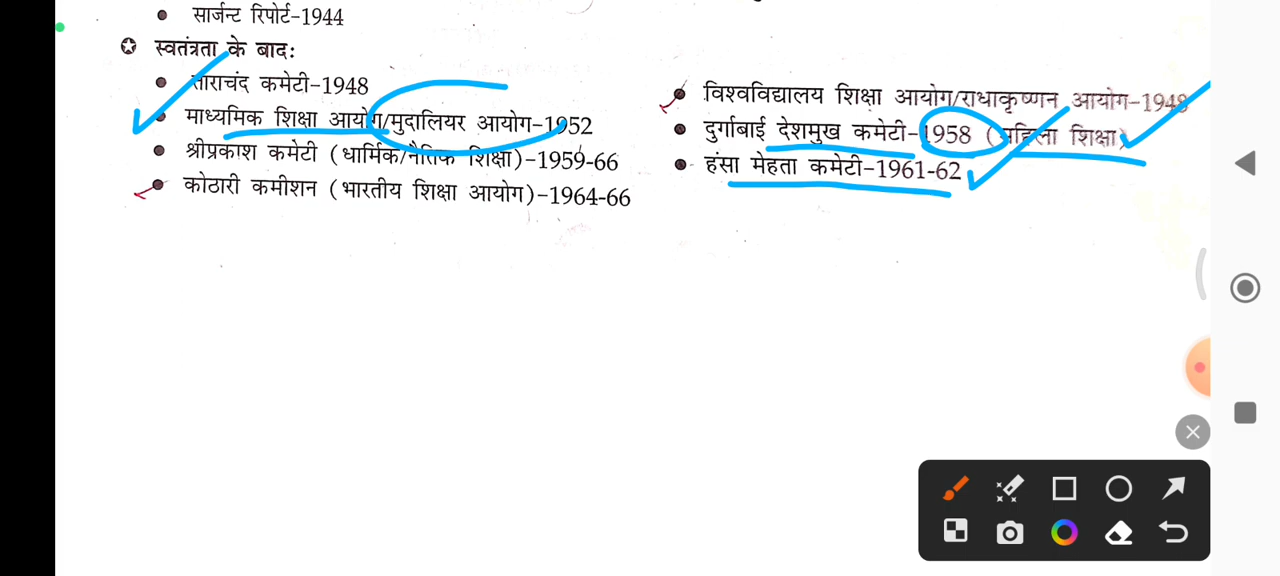 सार्जन्ट रिपोर्ट-1944
स्वतंत्रता के बाद:
ताराचंद कमेटी-1948
माध्यमिक शिक्षा आयोग/मुदालियर आयोग-1952
श्रीप्रकाश कमेटी (धार्मिक/नैतिक शिक्षा)-1959-66
कोठारी कमीशन (भारतीय शिक्षा आयोग)-1964-66
विश्वविद्यालय शिक्षा आयोग/राधाकृष्णन आयोग-1948
दुर्गाबाई देशमुख कमेटी-1958 (महिला शिक्षा)
हंसा मेहता कमेटी-1961-62